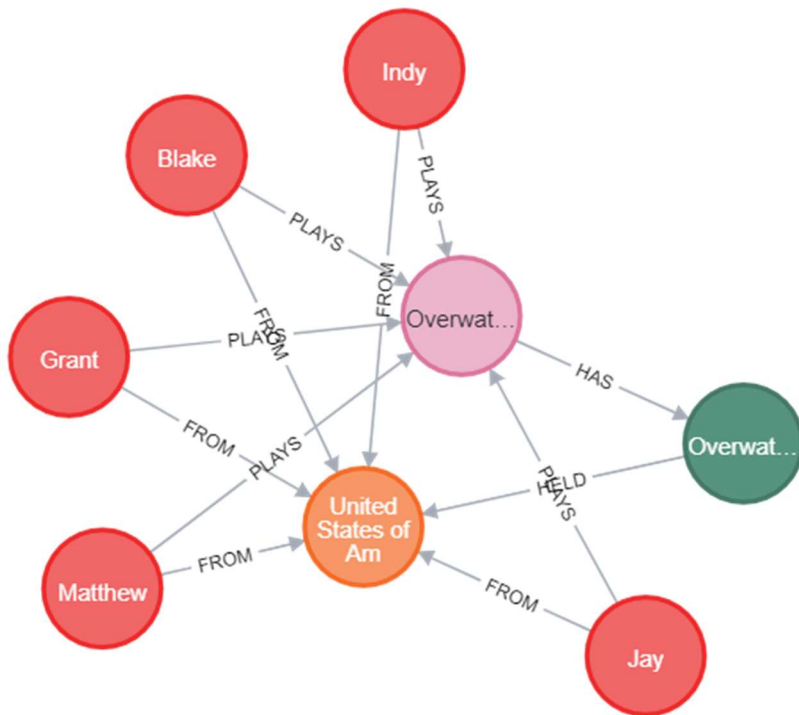 Indy
Blake
PLAYS
PLAYS
FROM
Overwat...
FROM
PLAYS
Grant
HAS
FROM
Overwat...
PLAYS
HELD
PLAYS
United
States of
Am
FROM
Matthew
FROM
Jay